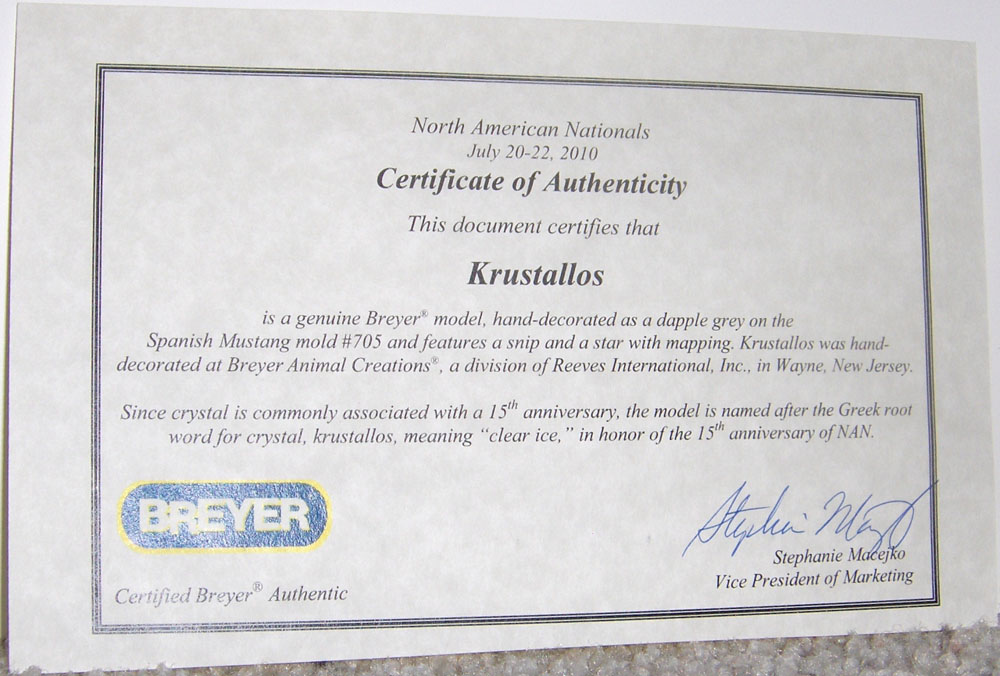 North American Nationals
July 20-22, 2010
Certificate of Authenticity
This document certifies that
Krustallos
is a genuine Breyer® model, hand-decorated as a dapple grey on the
Spanish Mustang mold #705 and features a snip and a star with mapping. Krustallos was hand-
decorated at Breyer Animal Creations®, a division of Reeves International, Inc., in Wayne, New Jersey.
Since crystal is commonly associated with a 15th anniversary, the model is named after the Greek root
word for crystal, krustallos, meaning “clear ice,” in honor of the 15th anniversary of NAN.
BREYER
Stephanie Macejko
Vice President of Marketing
Certified Breyer® Authentic